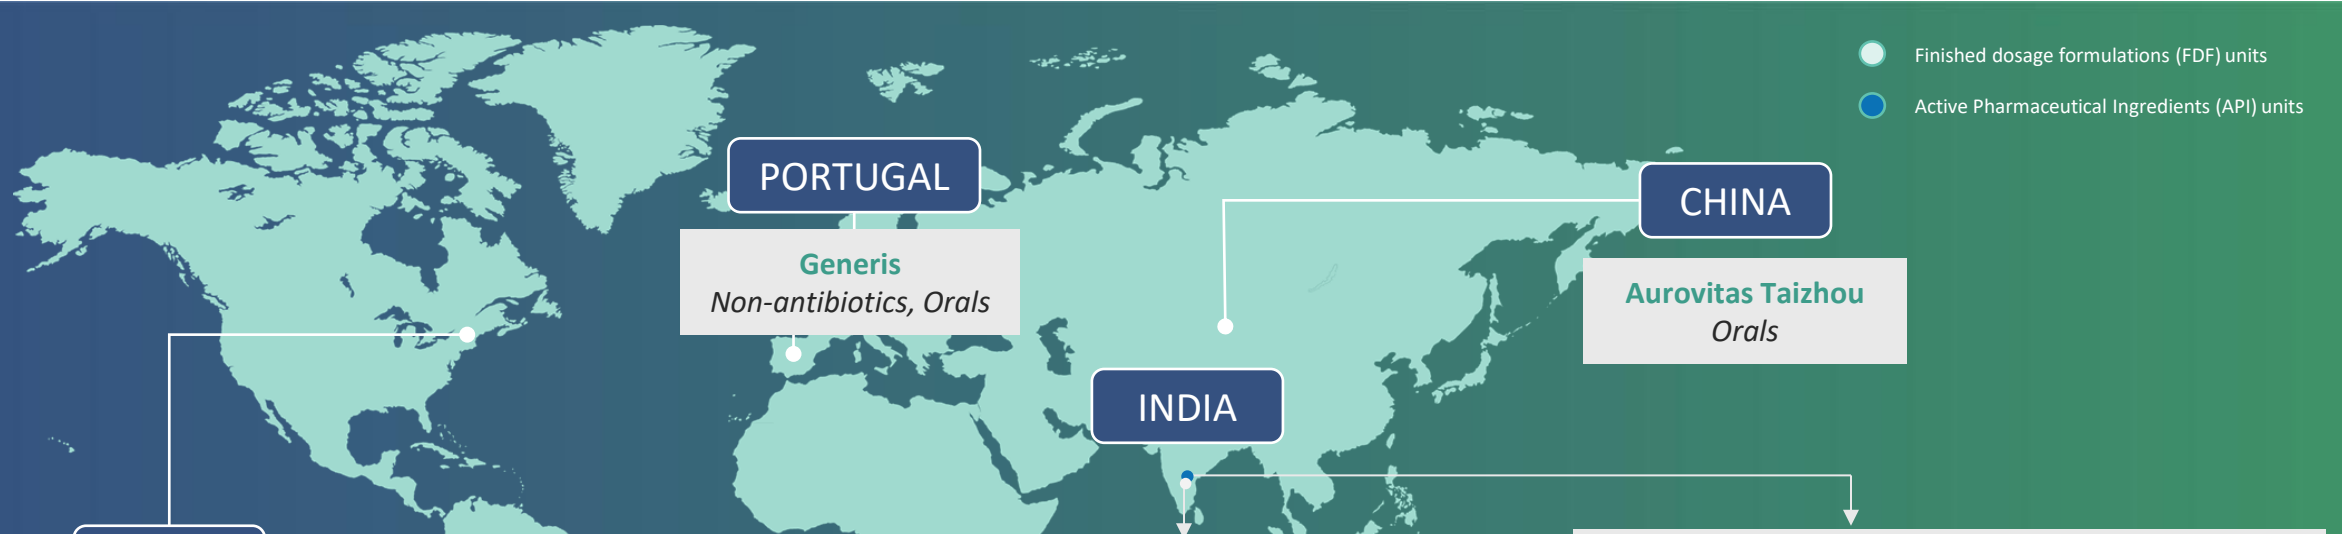 Finished dosage formulations (FDF) units
Active Pharmaceutical Ingredients (API) units
PORTUGAL
Generis
Non-antibiotics, Orals
CHINA
Aurovitas Taizhou
Orals
INDIA